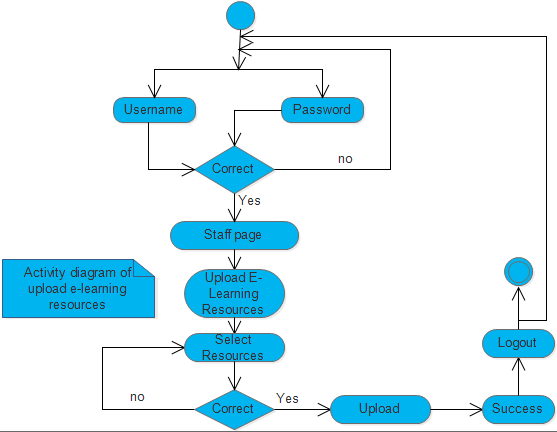 Username
Password
Correct
no
Yes
Staff page
Activity diagram of
upload e-learning
resources
Upload E-
Learning
Resources
Select
Resources
Logout
no
Correct
Yes
Upload
Success